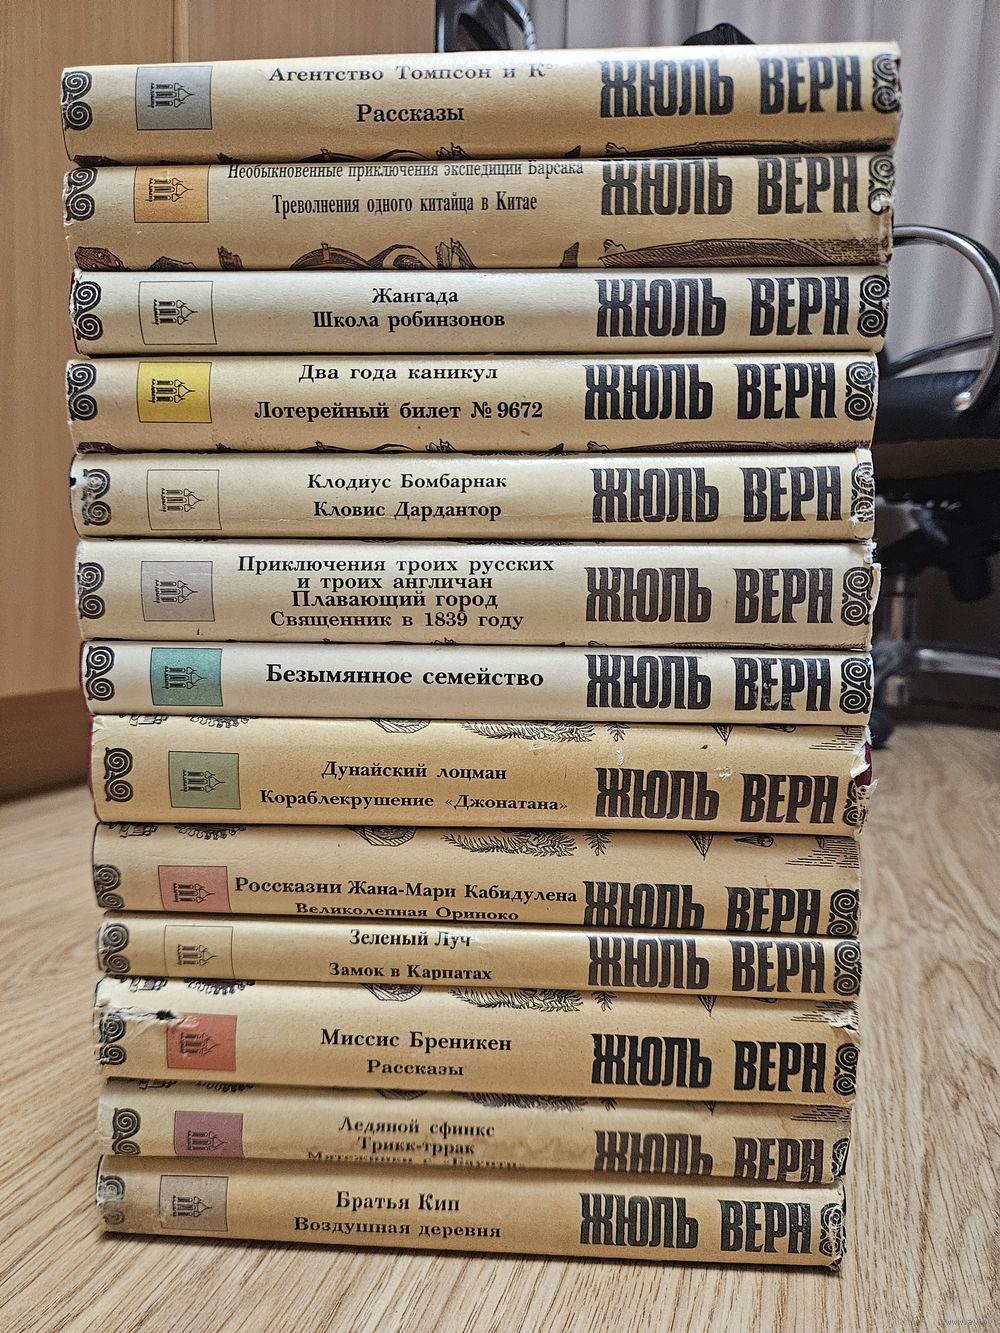 Агентство Томпсон и К°
Рассказы
ЖЮЛЬ ВЕРН
Необыкновенные приключения экспедиции Барсака
Треволнения одного китайца в Китае
ЖЮЛЬ ВЕРН
Жангада
Школа робинзонов
ЖЮЛЬ ВЕРН
Два года каникул
Лотерейный билет № 9672
ЖЮЛЬ ВЕРН
Клодиус Бомбарнак
Кловис Дардантор
ЖЮЛЬ ВЕРН
Приключения троих русских
и троих англичан
Плавающий город
Священник в 1839 году
ЖЮЛЬ ВЕРН
Безымянное семейство
ЖЮЛЬ ВЕРН
Дунайский лоцман
Кораблекрушение «Джонатана»
ЖЮЛЬ ВЕРН
Россказни Жана-Мари Кабидулена
Великолепная Ориноко
ЖЮЛЬ ВЕРН
Зеленый Луч
Замок в Карпатах
ЖЮЛЬ ВЕРН
Миссис Бреникен
Рассказы
ЖЮЛЬ ВЕРН
Ледяной сфинкс
Трикк-тррак
Мятежники с «Баунти»
ЖЮЛЬ ВЕРН
Братья Кип
Воздушная деревня
ЖЮЛЬ ВЕРН